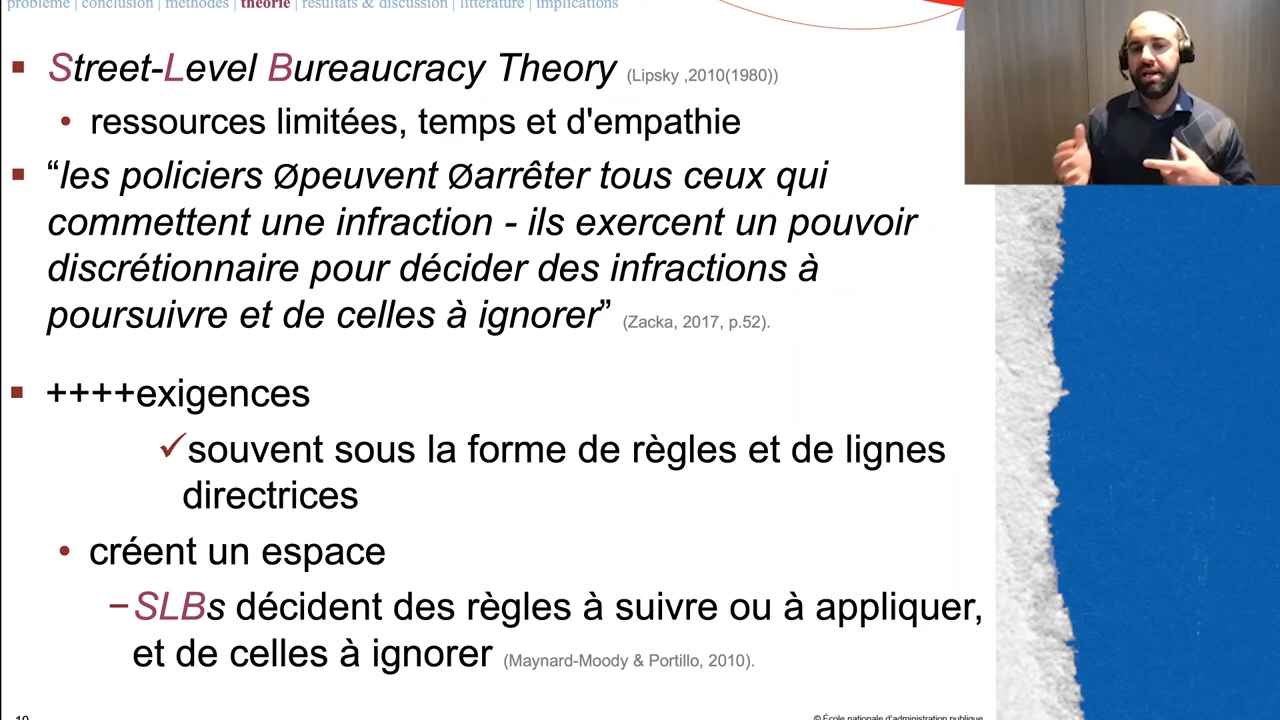 problème | conclusion | méthodes | théorie | résultats & discussion | littérature | implications
▪ Street-Level Bureaucracy Theory (Lipsky ,2010(1980))
• ressources limitées, temps et d'empathie
▪ “les policiers Øpeuvent Øarrêter tous ceux qui
commettent une infraction - ils exercent un pouvoir
discrétionnaire pour décider des infractions à
poursuivre et de celles à ignorer” (Zacka, 2017, p.52).
▪ ++++exigences
✓souvent sous la forme de règles et de lignes
directrices
• créent un espace
–SLBs décident des règles à suivre ou à appliquer,
et de celles à ignorer (Maynard-Moody & Portillo, 2010).
10
© École nationale d'administration publique